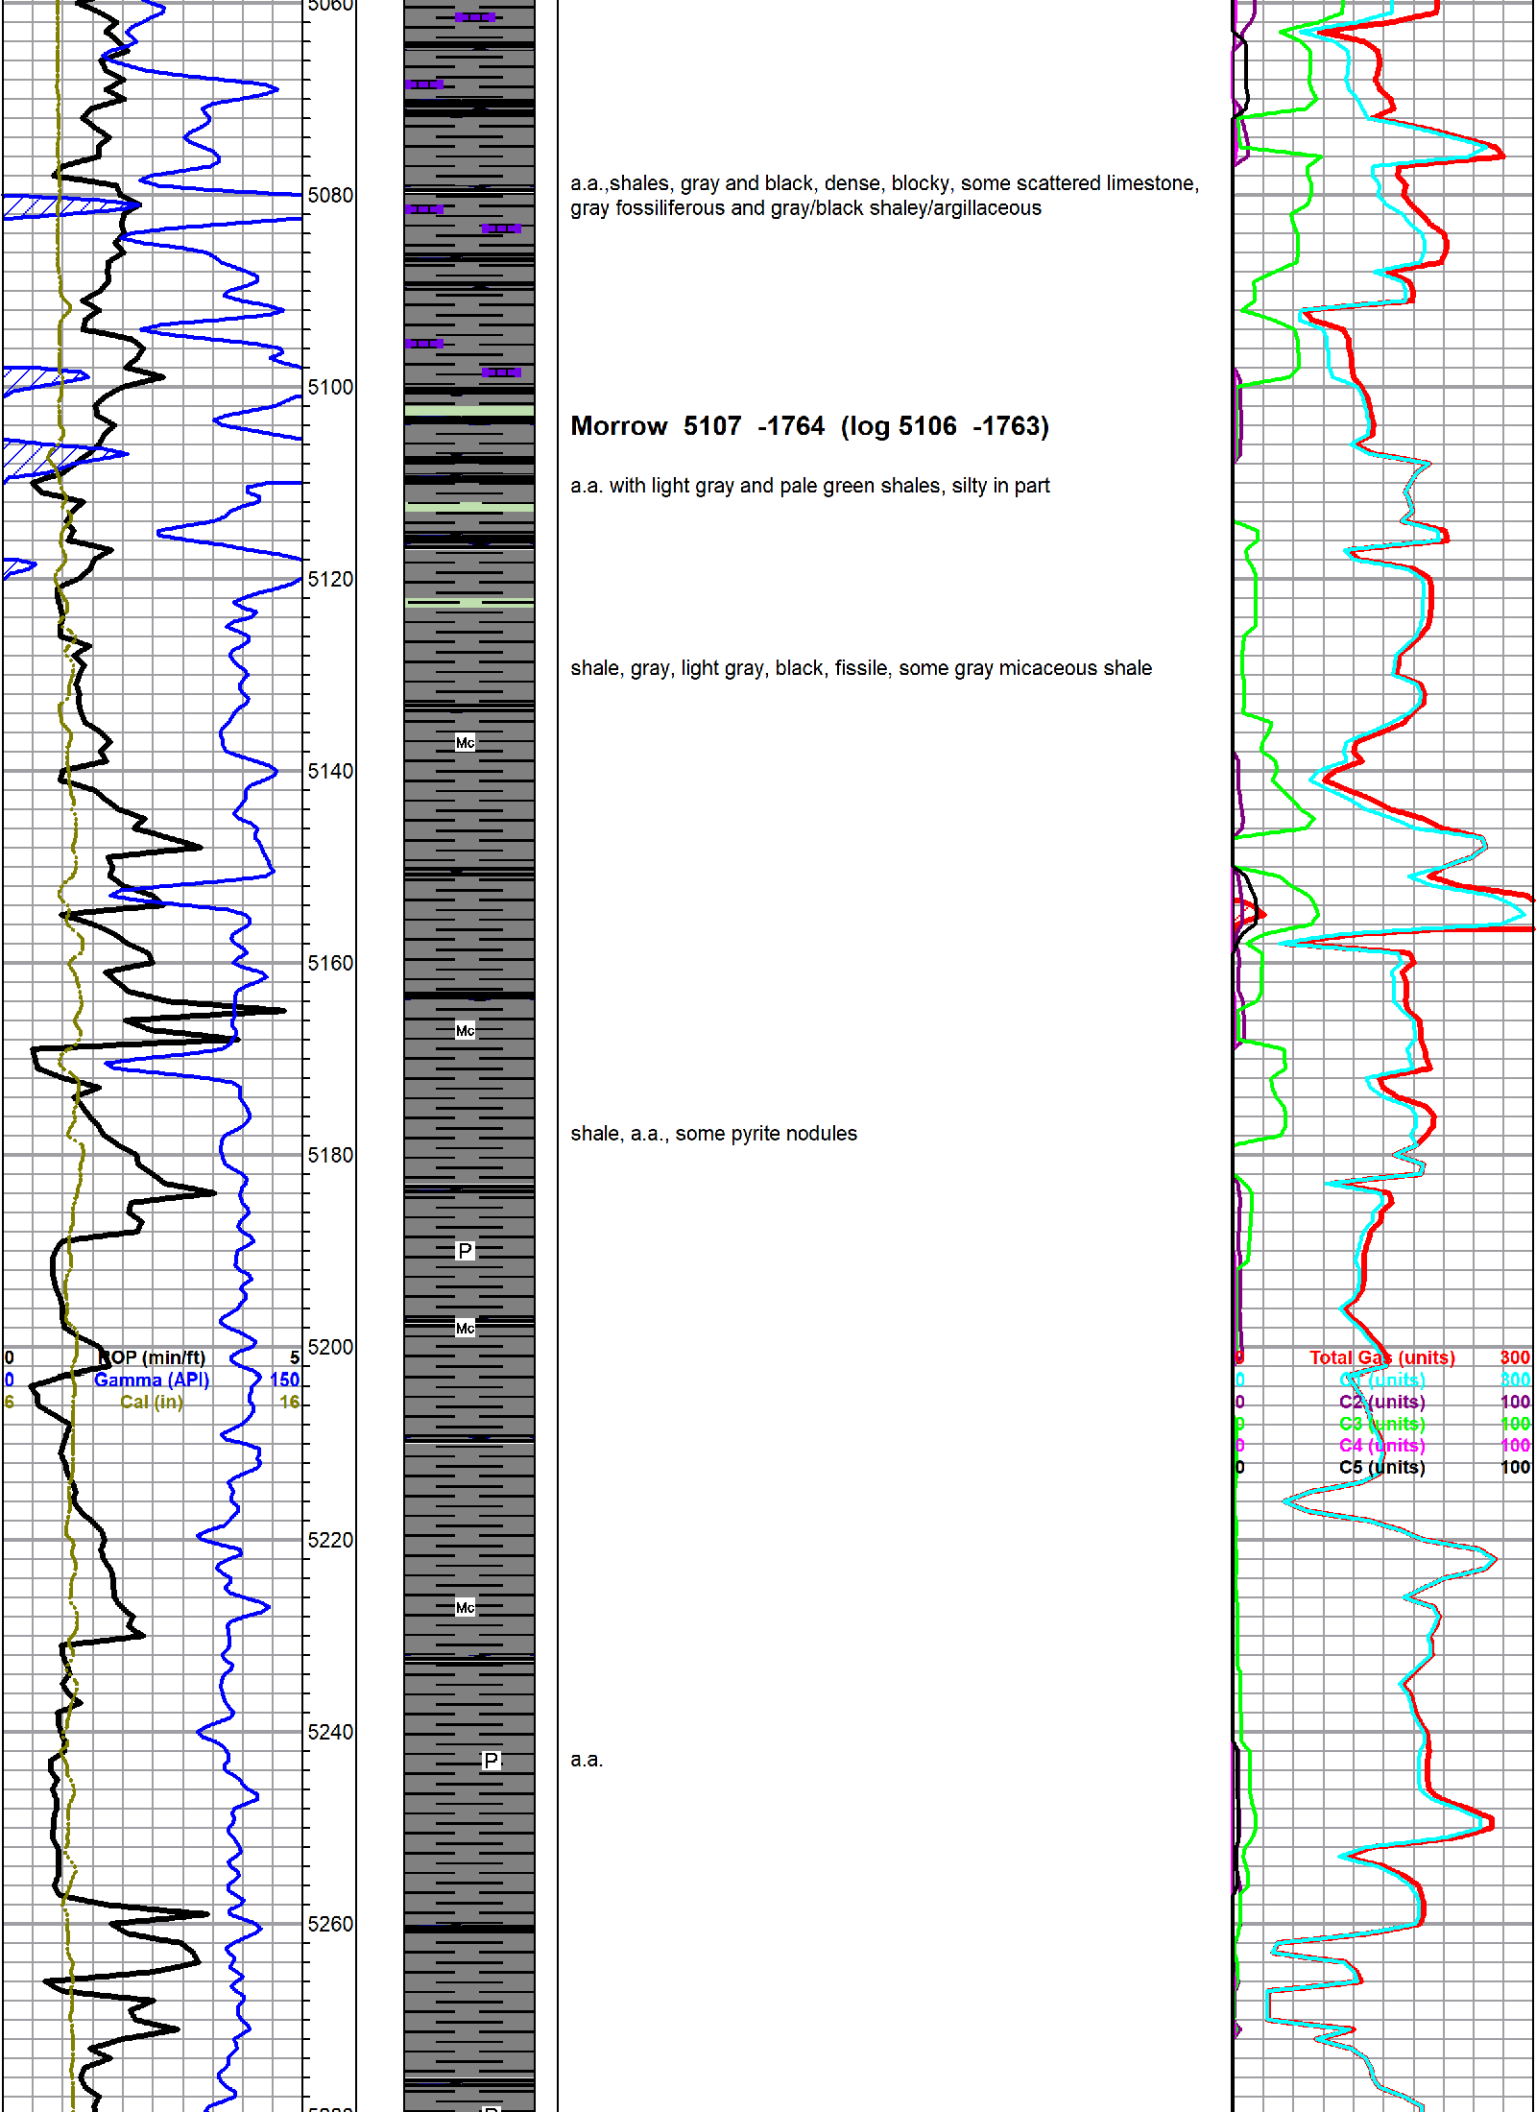 5060
a.a.,shales, gray and black, dense, blocky, some scattered limestone,
5080
gray fossiliferous and gray/black shaley/argillaceous
5100
Morrow 5107 -1764 (log 5106 -1763)
a.a. with light gray and pale green shales, silty in part
5120
shale, gray, light gray, black, fissile, some gray micaceous shale
Mc
5140
5160
Mc
shale, a.a., some pyrite nodules
5180
P
Mc
5200
0 ROP (min/ft) 5
0 Gamma (API) 150
6 Cal (in) 16
0 Total Gas (units) 300
0 C1 (units) 300
0 C2 (units) 100
0 C3 (units) 100
0 C4 (units) 100
0 C5 (units) 100
5220
Mc
5240
P
a.a.
5260